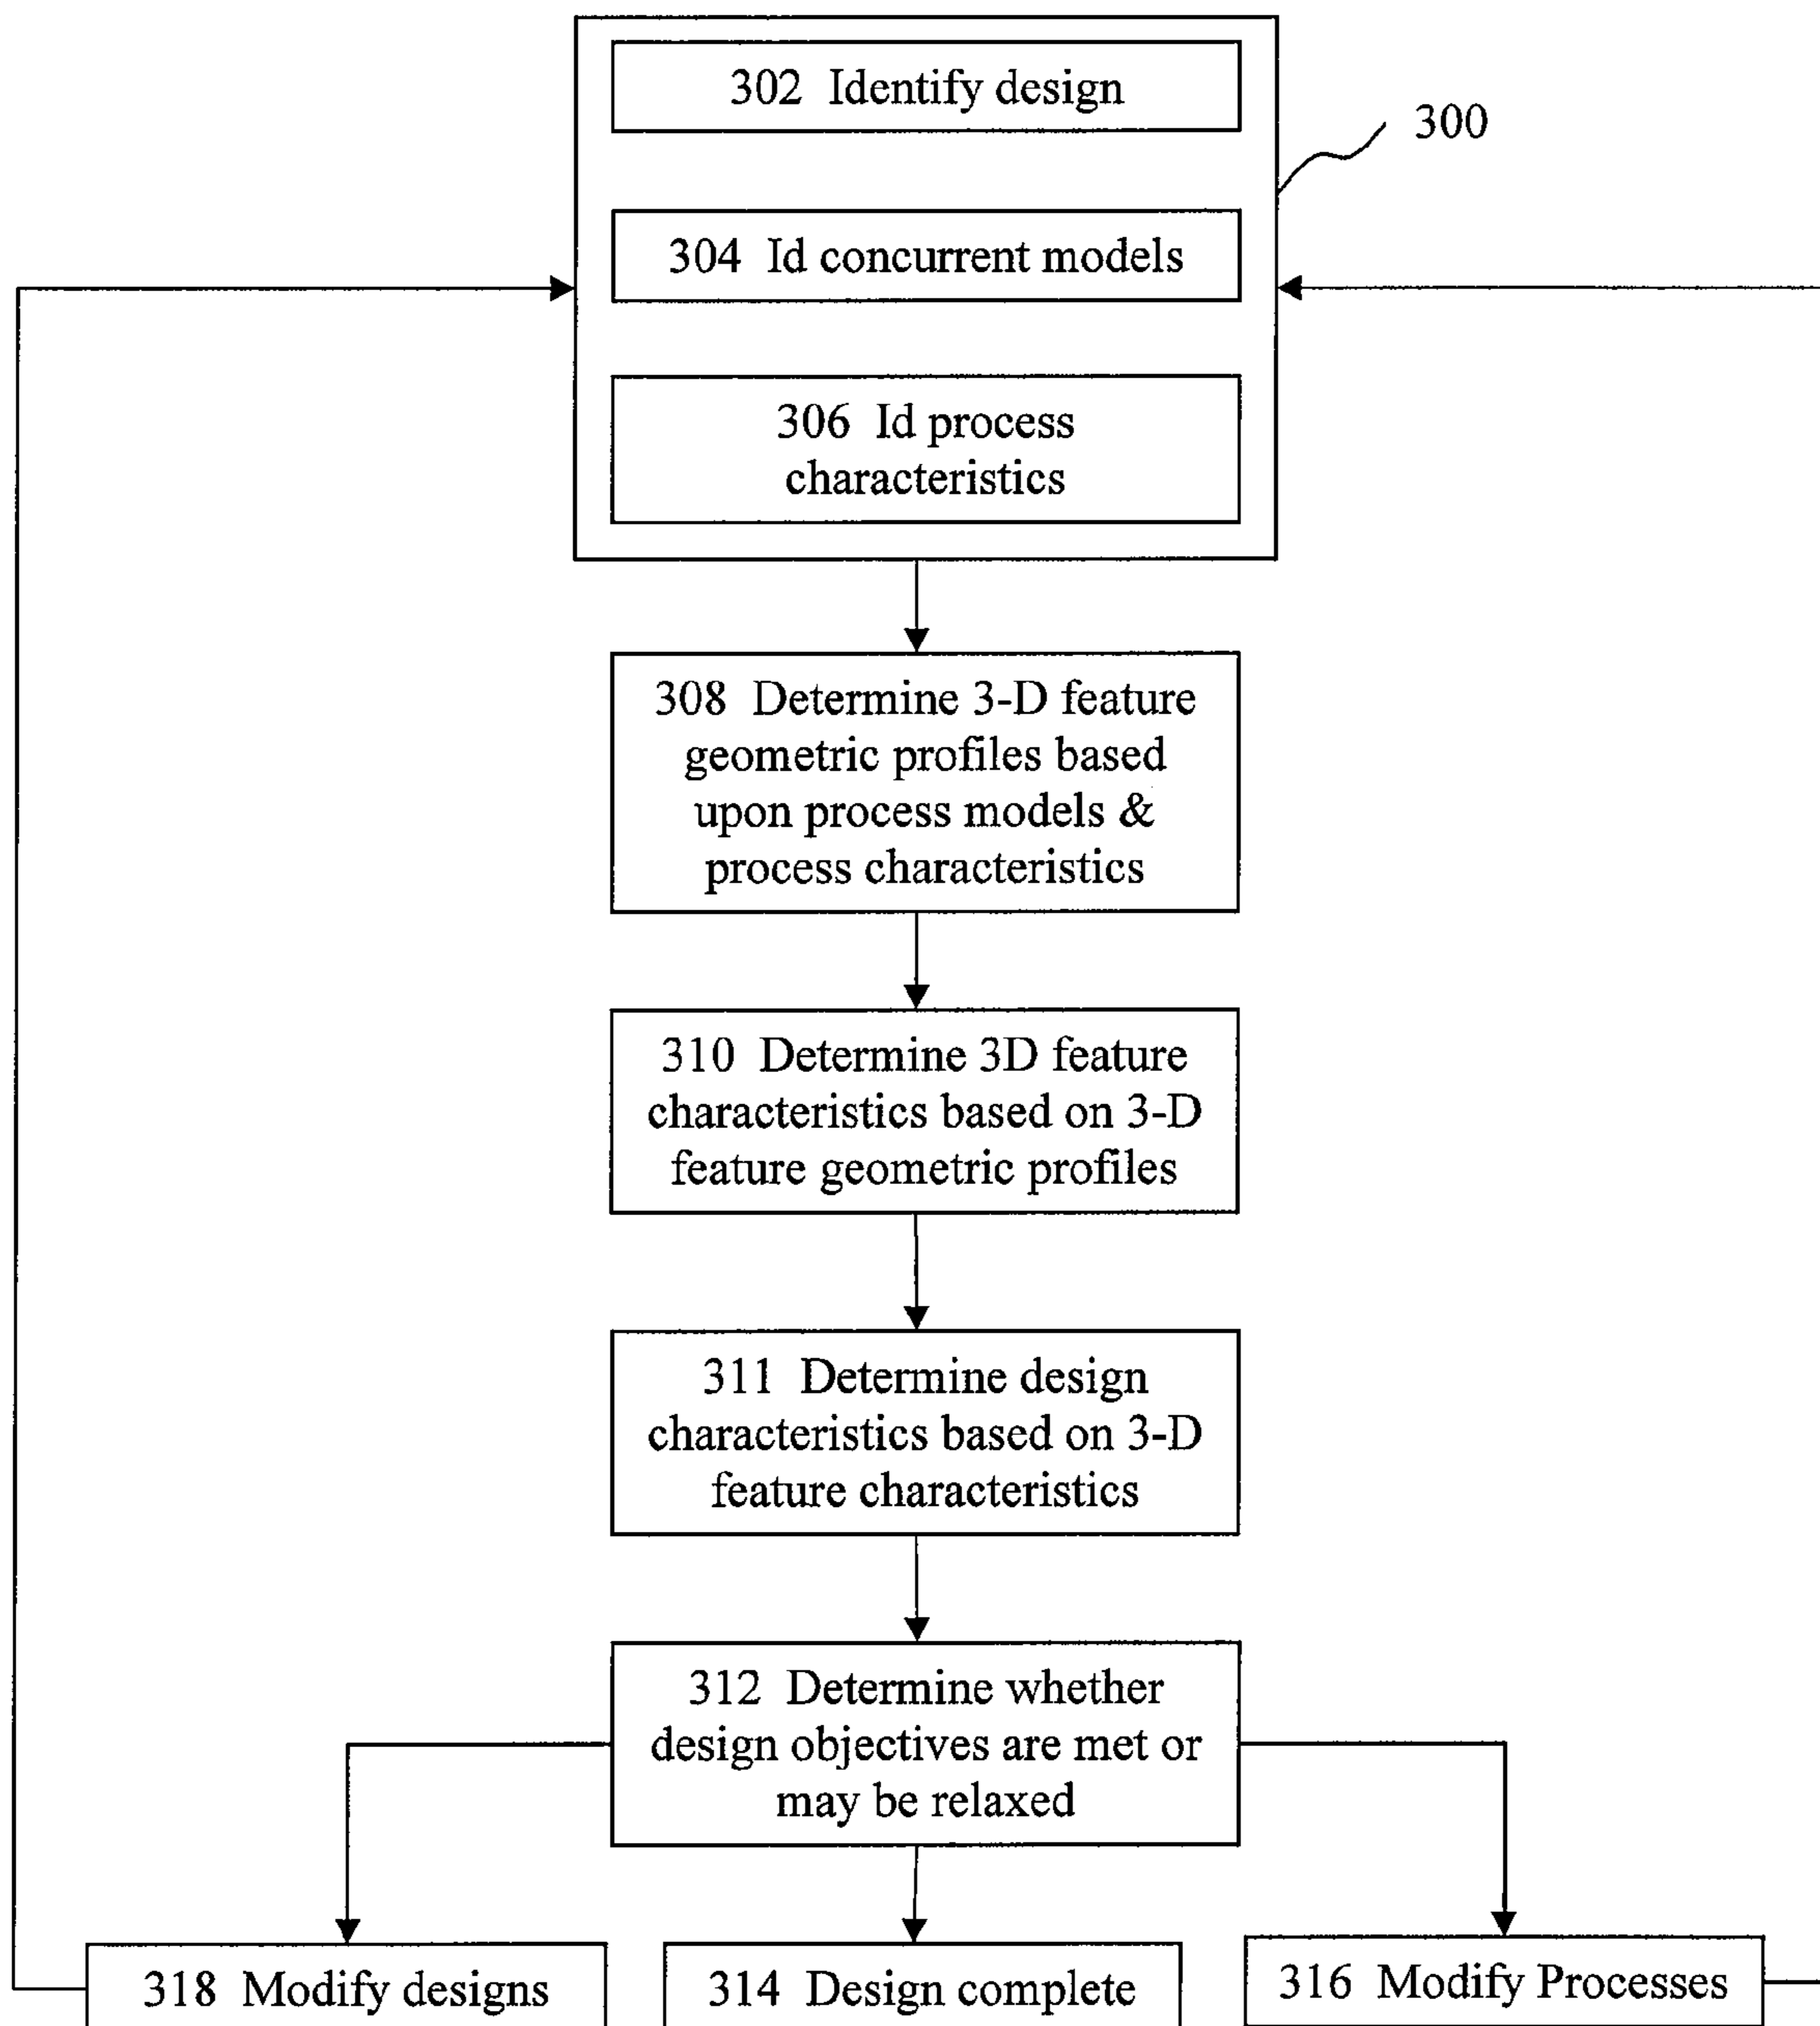 302 Identify design
300
304 Id concurrent models
306 Id process
characteristics
308 Determine 3-D feature
geometric profiles based
upon process models &
process characteristics
310 Determine 3D feature
characteristics based on 3-D
feature geometric profiles
311 Determine design
characteristics based on 3-D
feature characteristics
312 Determine whether
design objectives are met or
may be relaxed
318 Modify designs
314 Design complete
316 Modify Processes